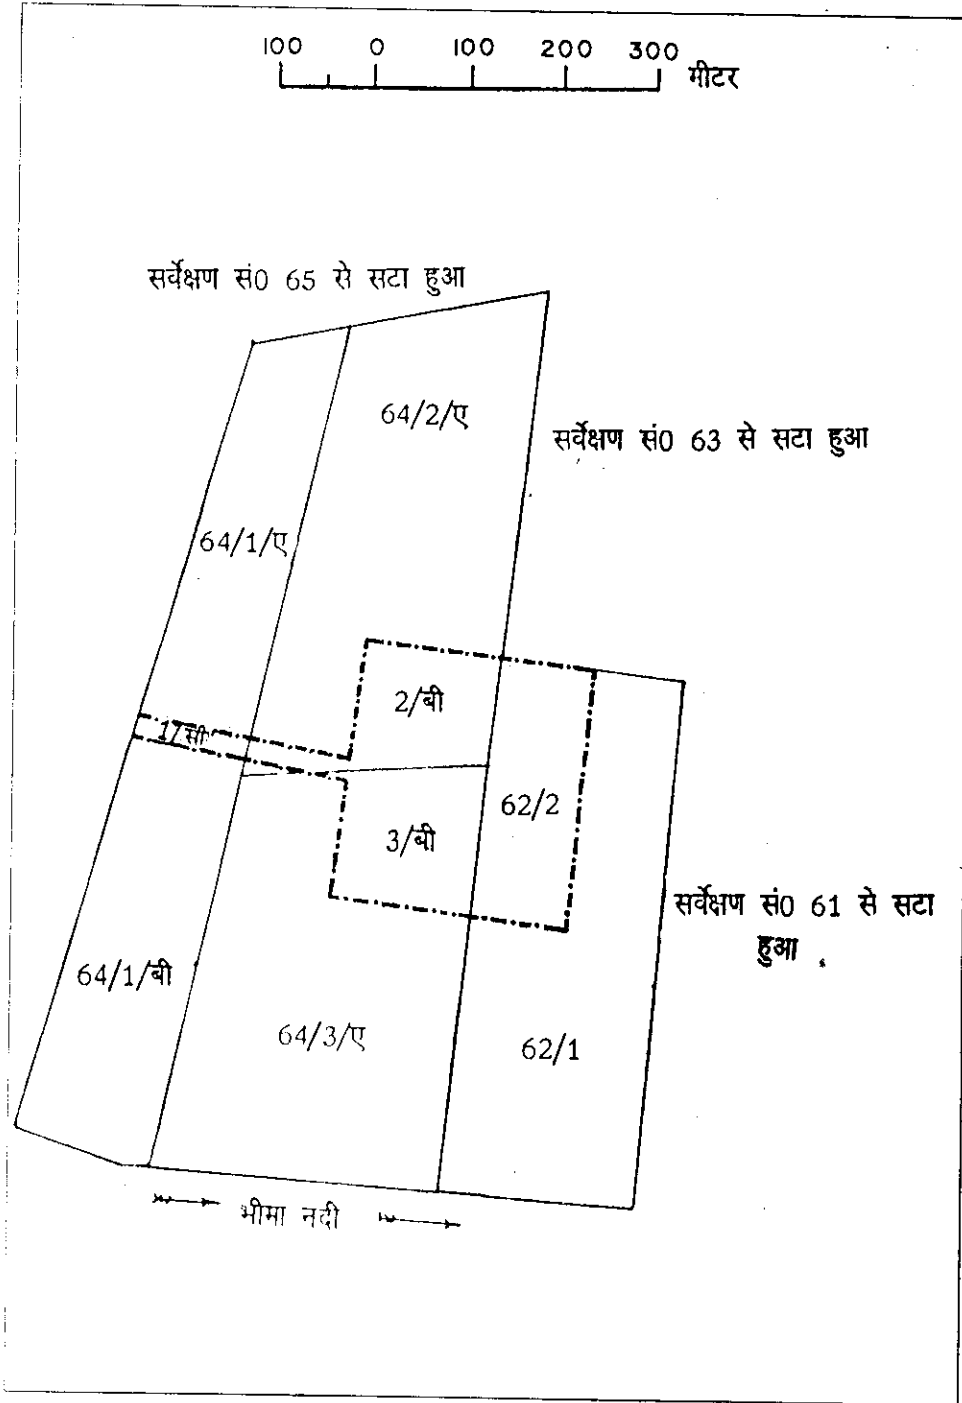 100 0 100 200 300
मीटर
सर्वेक्षण सं0 65 से सटा हुआ
64/2/ए
सर्वेक्षण सं0 63 से सटा हुआ
64/1/ए
2/बी
1/सी
62/2
3/बी
सर्वेक्षण सं0 61 से सटा
हुआ
64/1/बी
64/3/ए
62/1
भीमा नदी